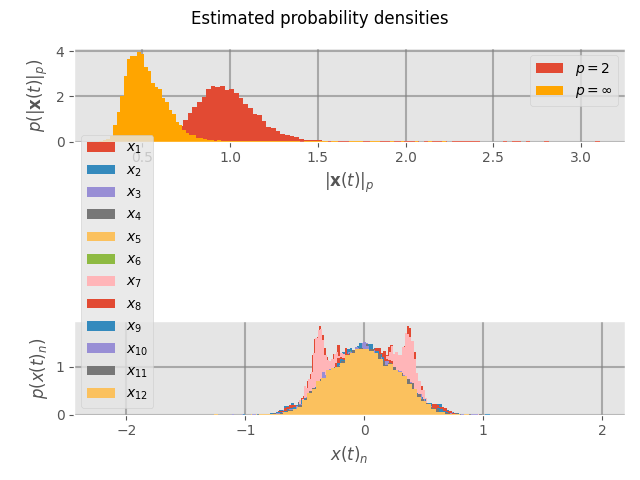 Estimated probability densities
p(|x(t)|ₚ)
4
2
0
p = 2
p = ∞
0.5
1.0
1.5
2.0
2.5
3.0
|x(t)|ₚ
x₁
x₂
x₃
x₄
x₅
x₆
x₇
x₈
x₉
x₁₀
x₁₁
x₁₂
p(x(t)ₙ)
1
0
−2
−1
0
1
2
x(t)ₙ